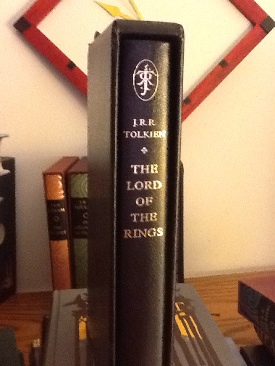 J.R.R.
TOLKIEN
THE
LORD
OF
THE
RINGS